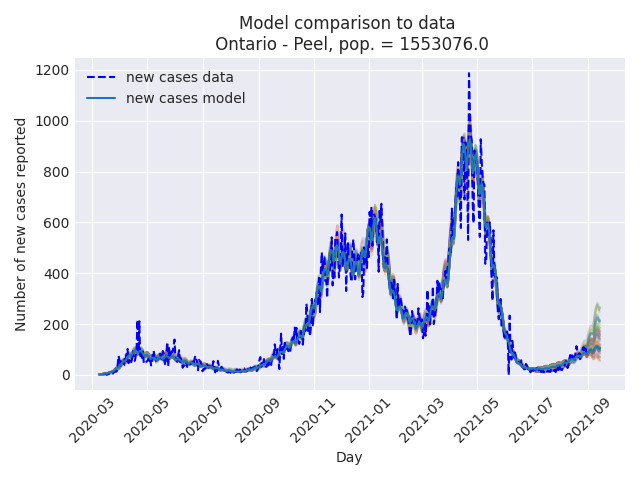 Model comparison to data
Ontario - Peel, pop. = 1553076.0
new cases data
new cases model
Number of new cases reported
1200
1000
800
600
400
200
0
2020-03
2020-05
2020-07
2020-09
2020-11
2021-01
2021-03
2021-05
2021-07
2021-09
Day